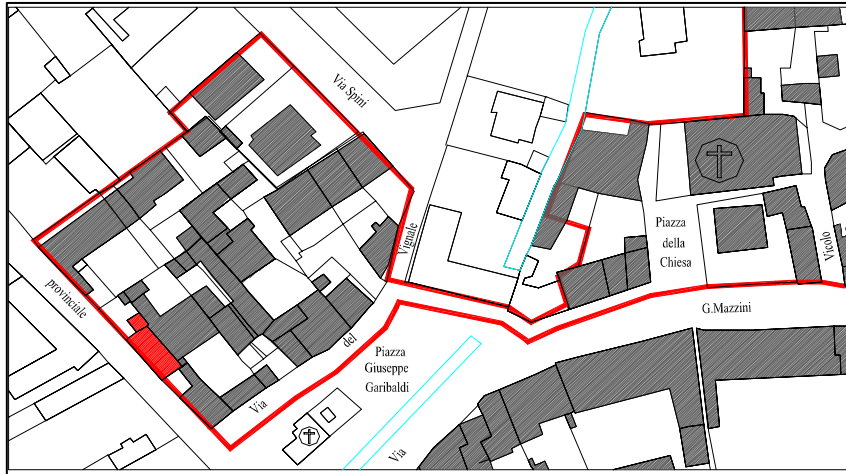 Via Spini
Vignale
provinciale
Piazza
della
Chiesa
Vicolo
G.Mazzini
del
Piazza
Giuseppe
Garibaldi
Via
Via